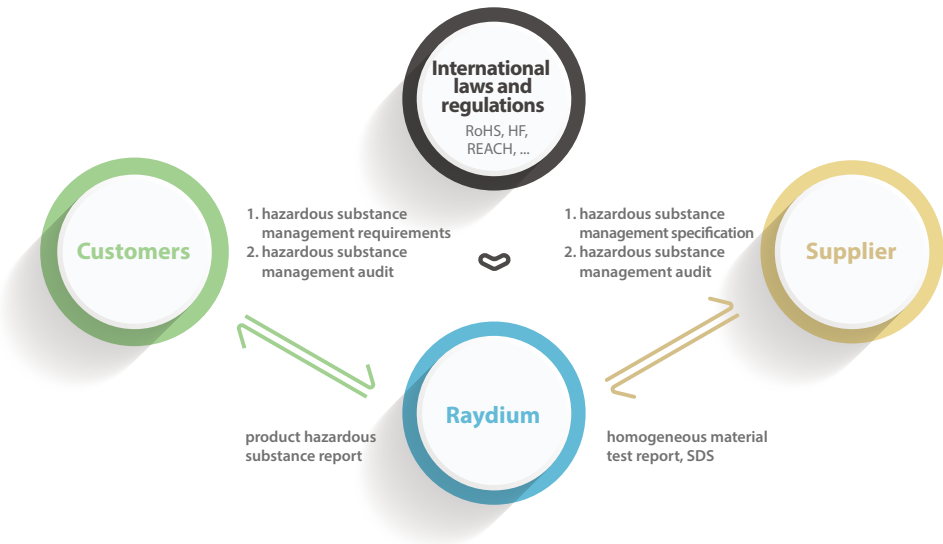 International
laws and
regulations
RoHS, HF,
REACH, ...
Customers
1. hazardous substance
management requirements
2. hazardous substance
management audit
1. hazardous substance
management specification
2. hazardous substance
management audit
Supplier
Raydium
product hazardous
substance report
homogeneous material
test report, SDS